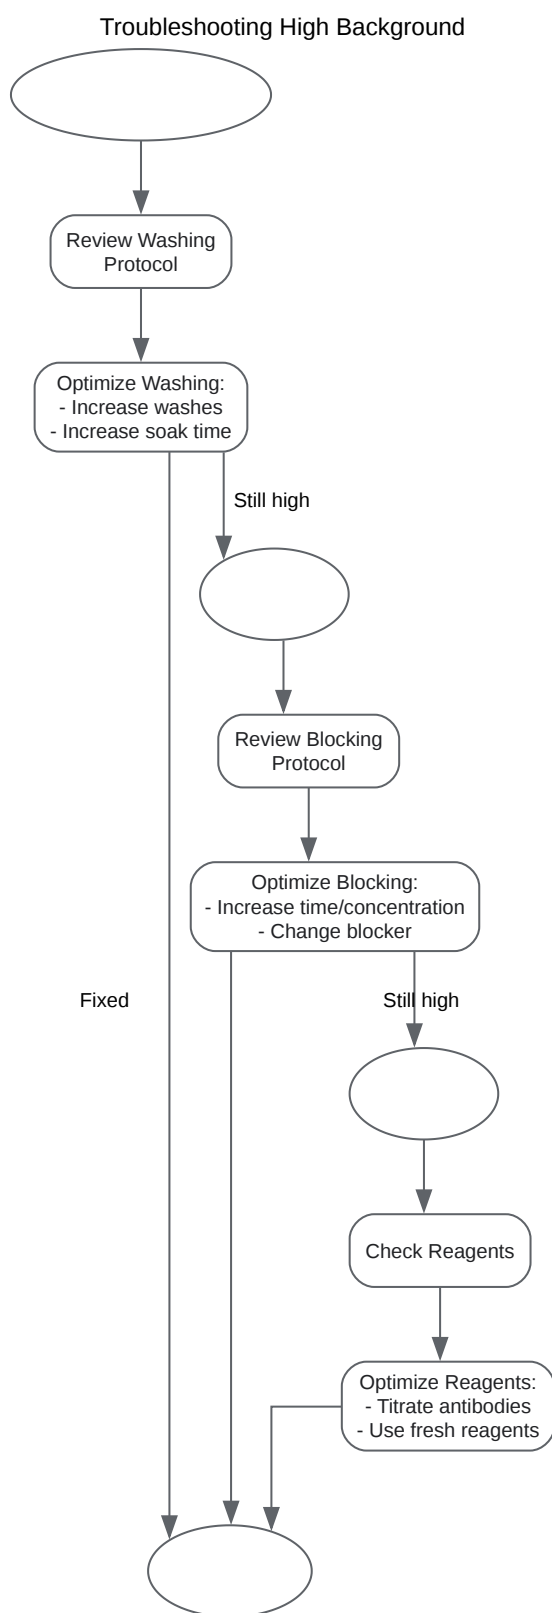 Troubleshooting High Background
Review Washing
Protocol
Optimize Washing:
- Increase washes
- Increase soak time
Still high
Review Blocking
Protocol
Optimize Blocking:
- Increase time/concentration
- Change blocker
Fixed
Still high
Check Reagents
Optimize Reagents:
- Titrate antibodies
- Use fresh reagents